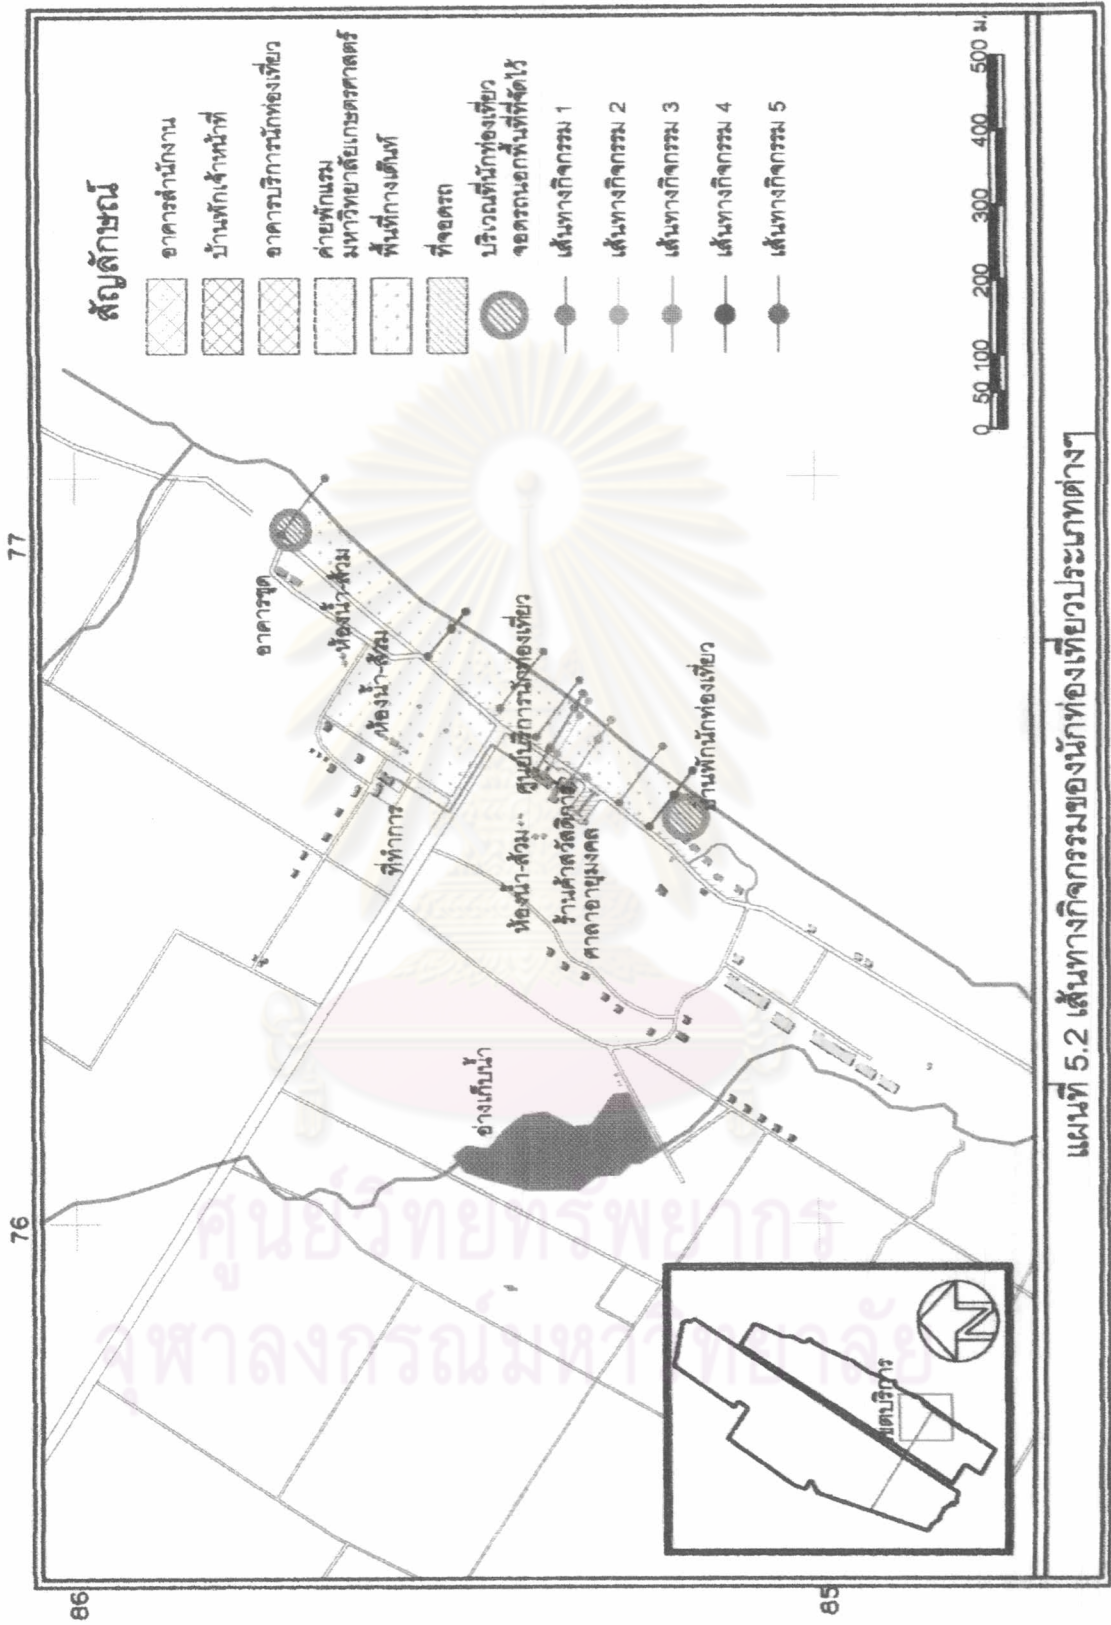 77
76
86
85
สัญลักษณ์
อาคารสำนักงาน
บ้านพักเจ้าหน้าที่
อาคารบริการนักท่องเที่ยว
ค่ายพักแรม
มหาวิทยาลัยเกษตรศาสตร์
พื้นที่กางเต็นท์
ที่จอดรถ
บริเวณที่นักท่องเที่ยว
จอดรถนอกพื้นที่ที่จัดไว้
เส้นทางกิจกรรม 1
เส้นทางกิจกรรม 2
เส้นทางกิจกรรม 3
เส้นทางกิจกรรม 4
เส้นทางกิจกรรม 5
0 50 100 200 300 400 500 ม.
อาคารชุด
ห้องน้ำ-ส้วม
ห้องน้ำ-ส้วม
ที่ทำการ
ห้องน้ำ-ส้วม
ศูนย์บริการนักท่องเที่ยว
ร้านค้าสวัสดิการ
ศาลาอายุมงคล
บ้านพักนักท่องเที่ยว
อ่างเก็บน้ำ
เขตบริการ
N
แผนที่ 5.2 เส้นทางกิจกรรมของนักท่องเที่ยวประเภทต่างๆ
ศูนย์วิทยทรัพยากร
จุฬาลงกรณ์มหาวิทยาลัย